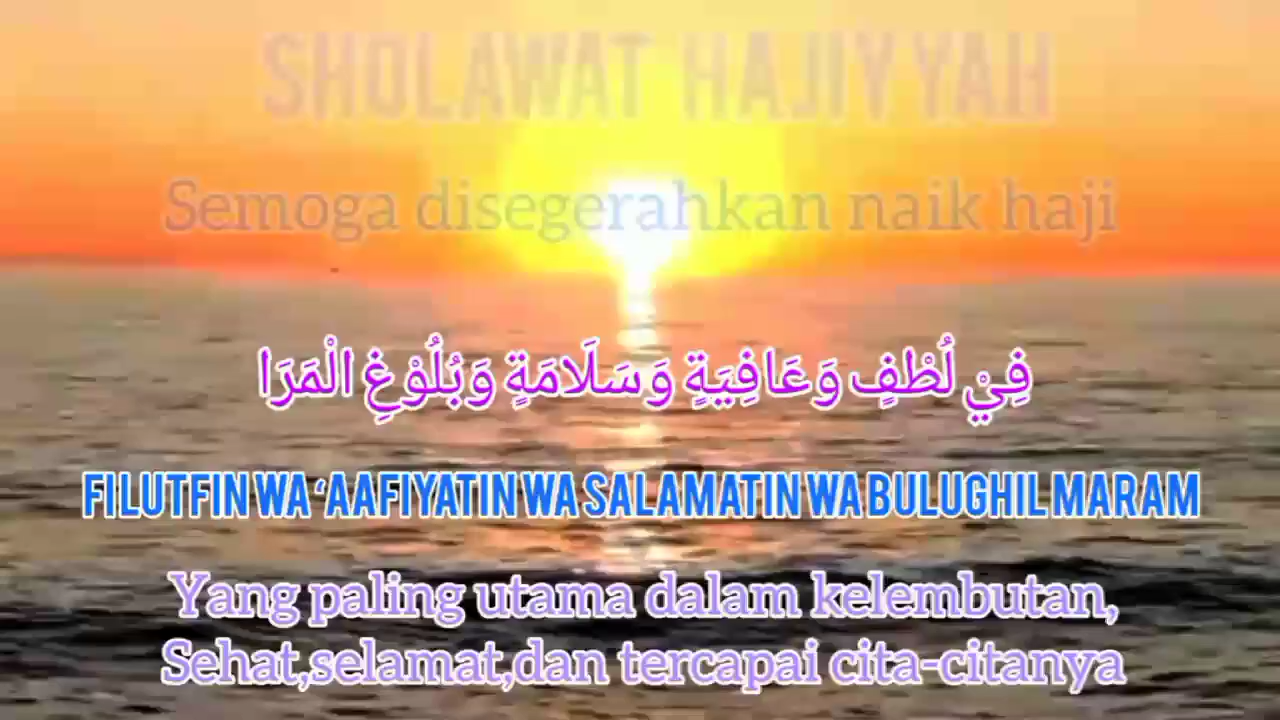 SHOLAWAT HAJIYYAH
Semoga disegerahkan naik haji
فِيْ لُطْفٍ وَعَافِيَةٍ وَسَلَامَةٍ وَبُلُوْغِ الْمَرَا
FI LUTFIN WA ‘AAFIYATIN WA SALAMATIN WA BULUGHIL MARAM
Yang paling utama dalam kelembutan,
Sehat,selamat,dan tercapai cita-citanya